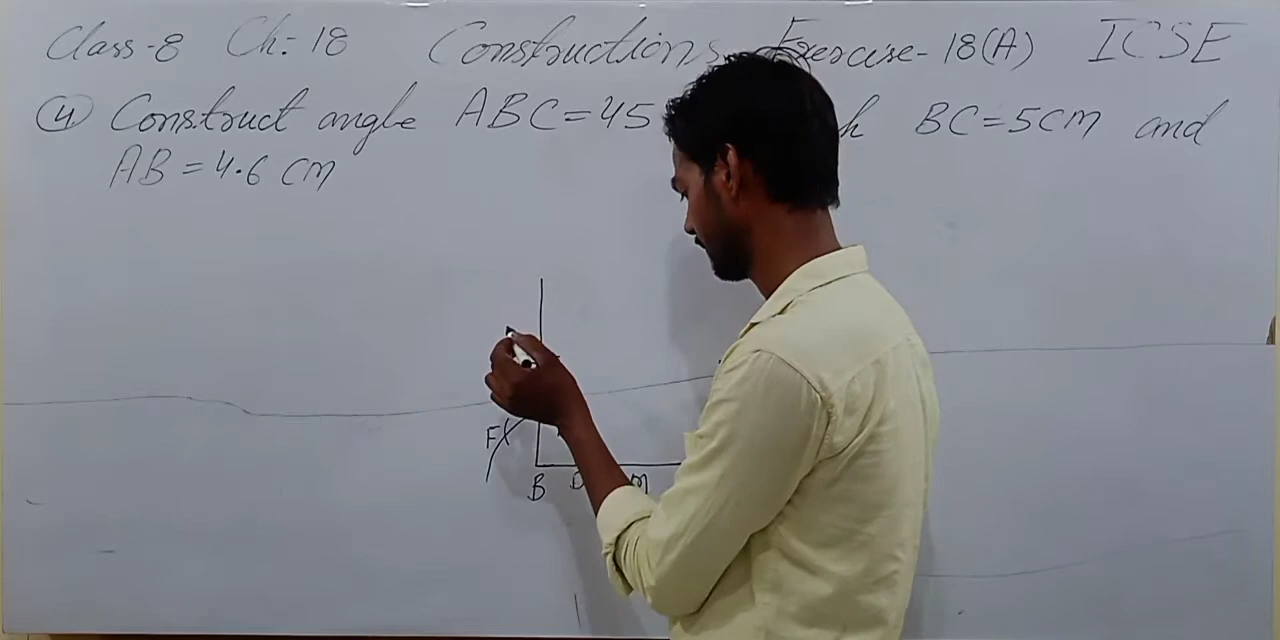 Class-8 Ch:- 18 Constructions Exercise-18(A) ICSE
④ Construct angle ABC=45 BC=5CM and
AB=4.6 CM
F
B D M